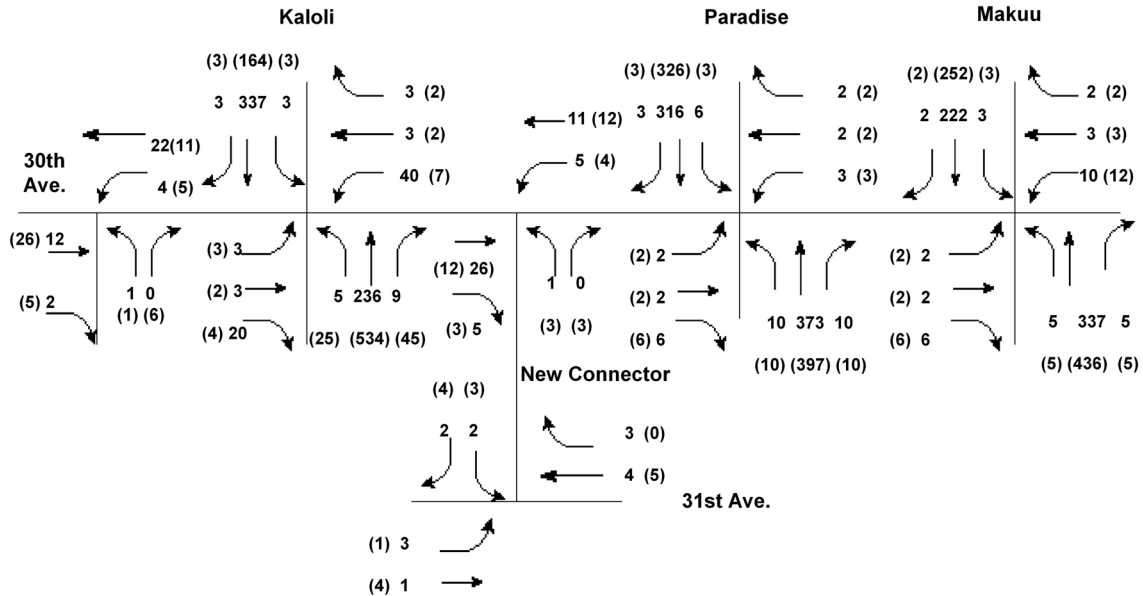 Kaloli Paradise Makuu
(3) (164) (3) (3) (326) (3) (2) (252) (3)
3 (2) 2 (2) 2 (2)
3 337 3 3 316 6 2 222 3
11 (12)
3 (2) 2 (2) 3 (3)
22(11)
30th
Ave.
5 (4)
4 (5) 40 (7) 3 (3) 10 (12)
(26) 12 (3) 3 (2) 2 (2) 2
(12) 26
1 0 (2) 3 5 236 9 1 0 (2) 2 (2) 2
(5) 2
(1) (6)
10 373 10 5 337 5
(4) 20 (25) (534) (45) (3) 5 (3) (3) (6) 6 (6) 6
(10) (397) (10) (5) (436) (5)
New Connector
(4) (3)
2 2 3 (0)
4 (5)
31st Ave.
(1) 3
(4) 1